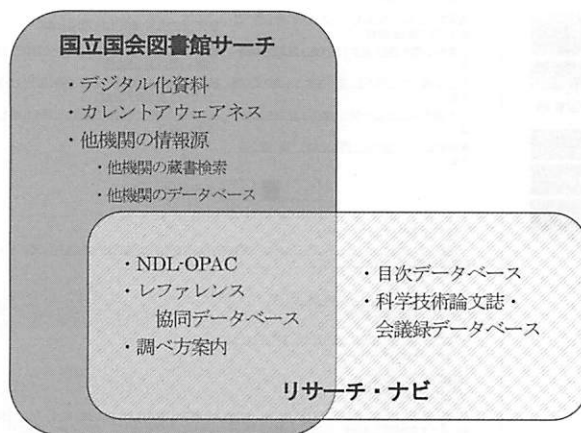 国立国会図書館サーチ
・デジタル化資料
・カレントアウェアネス
・他機関の情報源
・他機関の蔵書検索
・他機関のデータベース
・NDL-OPAC
・レファレンス
協同データベース
・調べ方案内
・目次データベース
・科学技術論文誌・
会議録データベース
リサーチ・ナビ